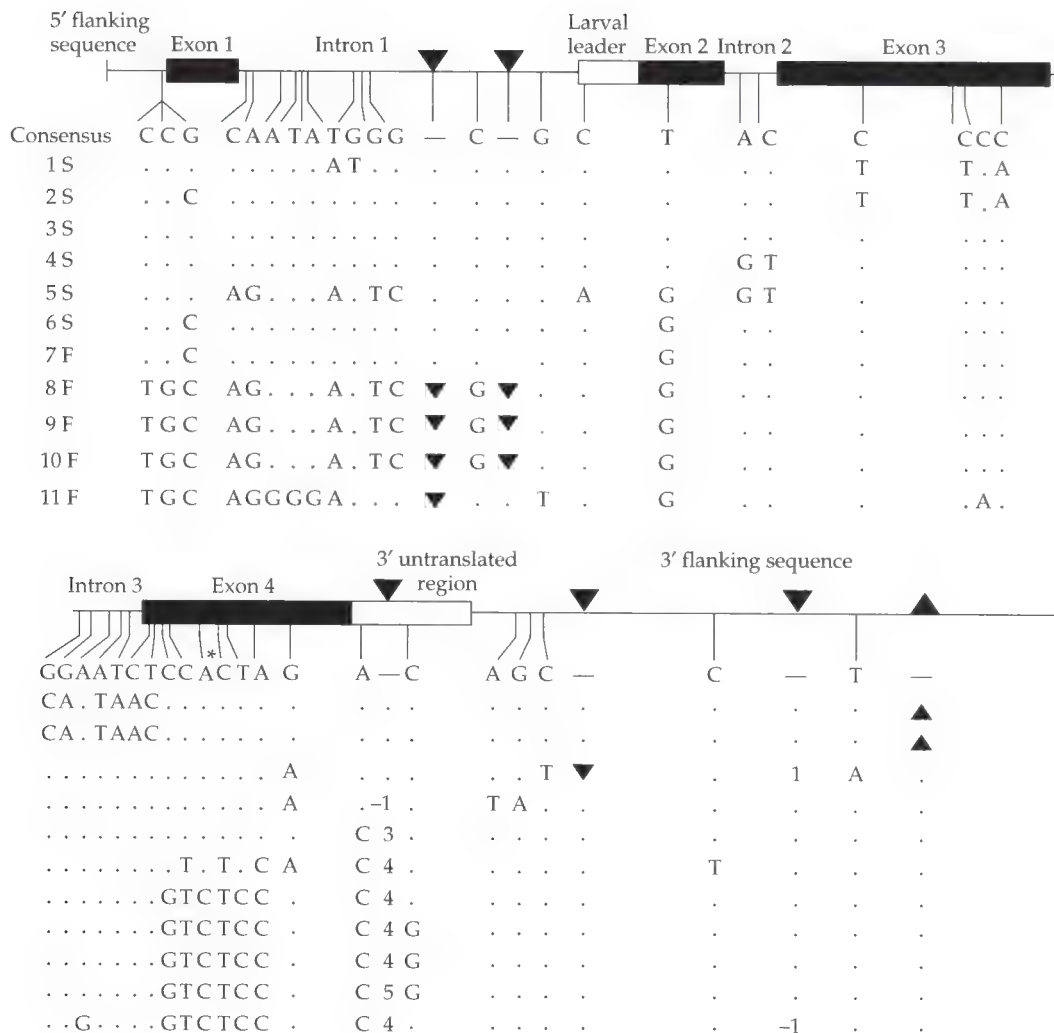 5′ flanking sequence
Exon 1
Intron 1
Larval leader
Exon 2
Intron 2
Exon 3
Consensus C C G C A A T A T G G G — C — G C T A C C C C C
1 S . . . . . . . . A T . . . . . . . . . . T T . A
2 S . . C . . . . . . . . . . . . . . . . . T T . A
3 S . . . . . . . . . . . . . . . . . . . . . . . .
4 S . . . . . . . . . . . . . . . . . . G T . . . .
5 S . . . A G . . . A . T C . . . . A G G T . . . .
6 S . . C . . . . . . . . . . . . . . G . . . . . .
7 F . . C . . . . . . . . . . . . . . G . . . . . .
8 F T G C A G . . . A . T C ▼ G ▼ . . G . . . . . .
9 F T G C A G . . . A . T C ▼ G ▼ . . G . . . . . .
10 F T G C A G . . . A . T C ▼ G ▼ . . G . . . . . .
11 F T G C A G G G G A . . . ▼ . . T . G . . . . A .
Intron 3
Exon 4
3′ untranslated region
3′ flanking sequence
*
G G A A T C T C C A C T A G A — C A G C — C — T —
C A . T A A C . . . . . . . . . . . . . . . . . ▲
C A . T A A C . . . . . . . . . . . . . . . . . ▲
. . . . . . . . . . . . . A . . . . . T ▼ . 1 A .
. . . . . . . . . . . . . A . –1 . T A . . . . . .
. . . . . . . . . . . . . . C 3 . . . . . . . . .
. . . . . . . . T . T . C A C 4 . . . . . T . . .
. . . . . . . G T C T C C . C 4 . . . . . . . . .
. . . . . . . G T C T C C . C 4 G . . . . . . . .
. . . . . . . G T C T C C . C 4 G . . . . . . . .
. . . . . . . G T C T C C . C 5 G . . . . . . . .
. . G . . . . G T C T C C . C 4 . . . . . . –1 . .